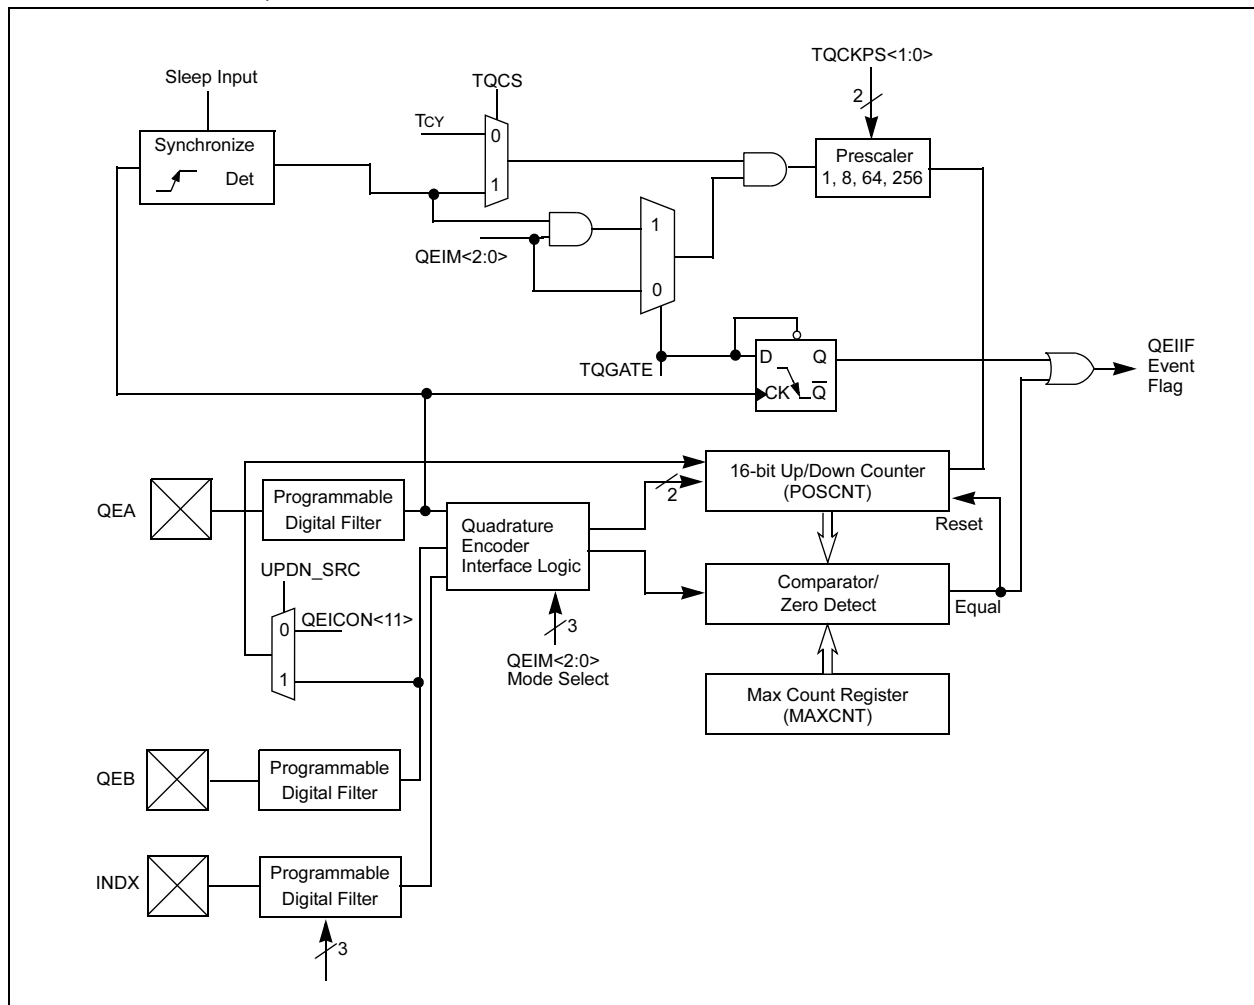 Sleep Input
TQCS
TQCKPS<1:0>
2
TCY
0
1
Synchronize
Det
Prescaler
1, 8, 64, 256
QEIM<2:0>
1
0
TQGATE
D Q
CK Q̅
QEIIF
Event
Flag
QEA
Programmable
Digital Filter
Quadrature
Encoder
Interface Logic
2
16-bit Up/Down Counter
(POSCNT)
Reset
UPDN_SRC
0
QEICON<11>
1
3
QEIM<2:0>
Mode Select
Comparator/
Zero Detect
Equal
Max Count Register
(MAXCNT)
QEB
Programmable
Digital Filter
INDX
Programmable
Digital Filter
3